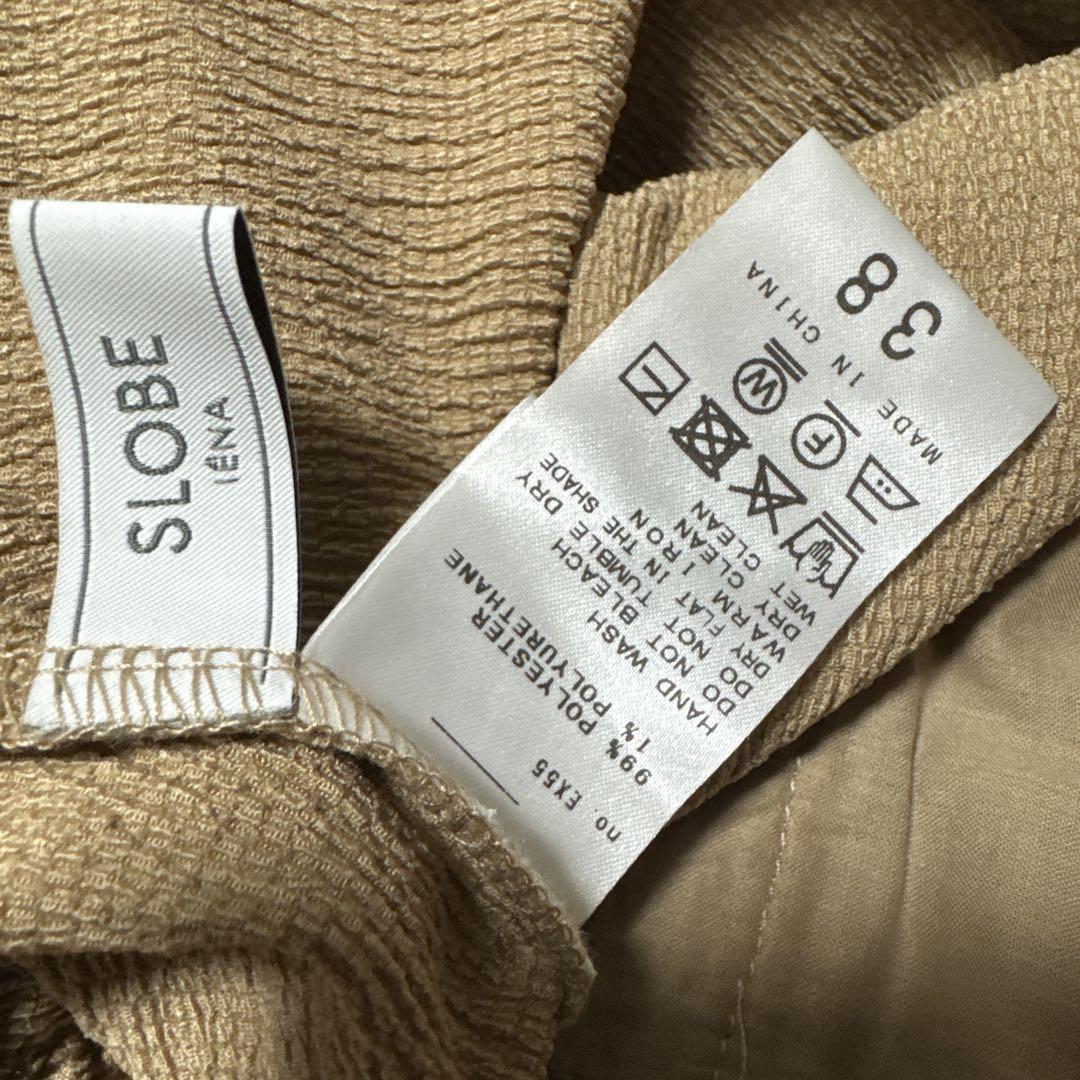 SLOBE
IÉNA
no. EX55
99% POLYESTER
1% POLYURETHANE
HAND WASH
DO NOT BLEACH
DO NOT TUMBLE DRY
DRY FLAT IN THE SHADE
WARM IRON
DRY CLEAN
WET CLEAN
F
W
MADE IN CHINA
38